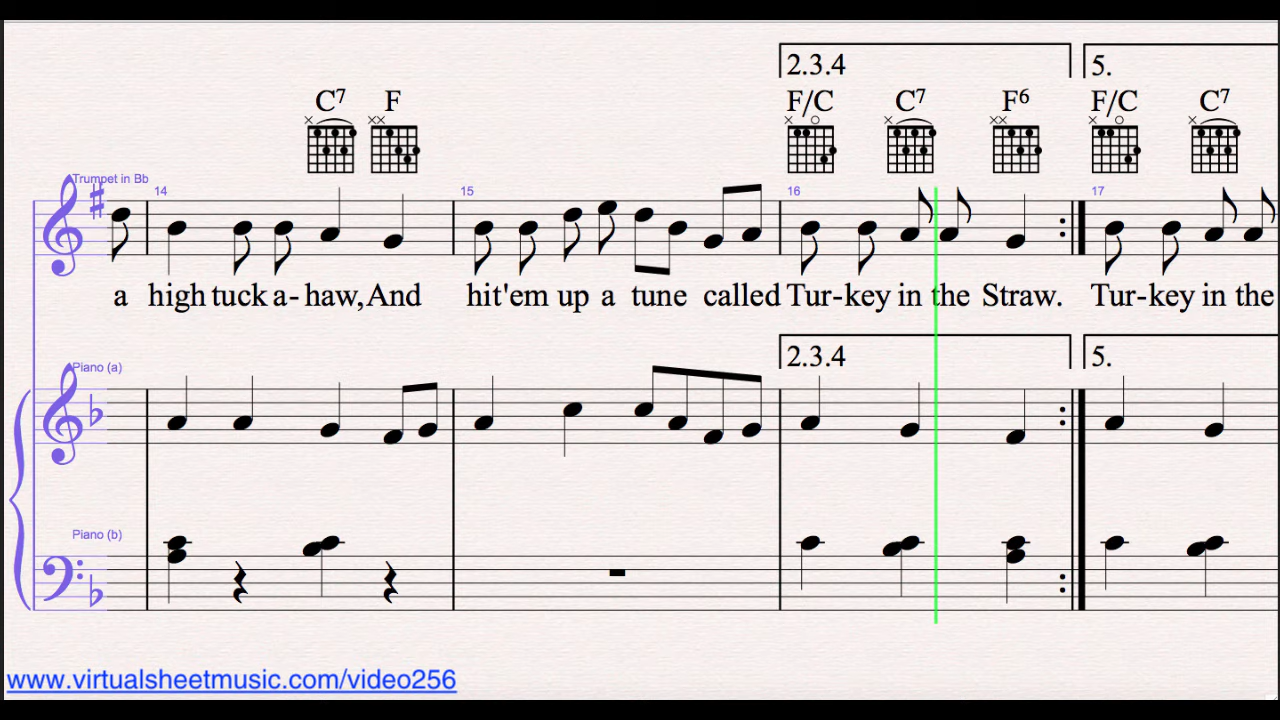 2.3.4 5.
C7 F F/C C7 F6 F/C C7
Trumpet in Bb
14 15 16 17
a high tuck a-haw, And hit'em up a tune called Tur-key in the Straw. Tur-key in the
2.3.4 5.
Piano (a)
Piano (b)
www.virtualsheetmusic.com/video256